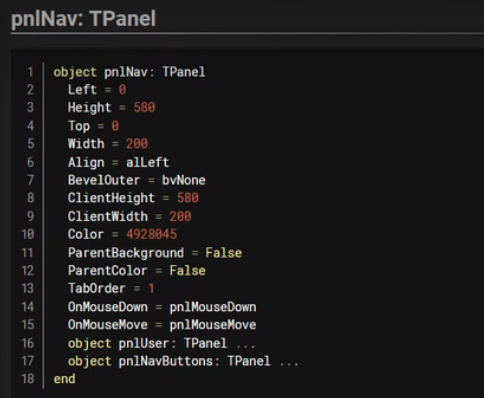 pnlNav: TPanel
1 object pnlNav: TPanel
2 Left = 0
3 Height = 580
4 Top = 0
5 Width = 200
6 Align = alLeft
7 BevelOuter = bvNone
8 ClientHeight = 580
9 ClientWidth = 200
10 Color = 4928045
11 ParentBackground = False
12 ParentColor = False
13 TabOrder = 1
14 OnMouseDown = pnlMouseDown
15 OnMouseMove = pnlMouseMove
16 object pnlUser: TPanel ...
17 object pnlNavButtons: TPanel ...
18 end